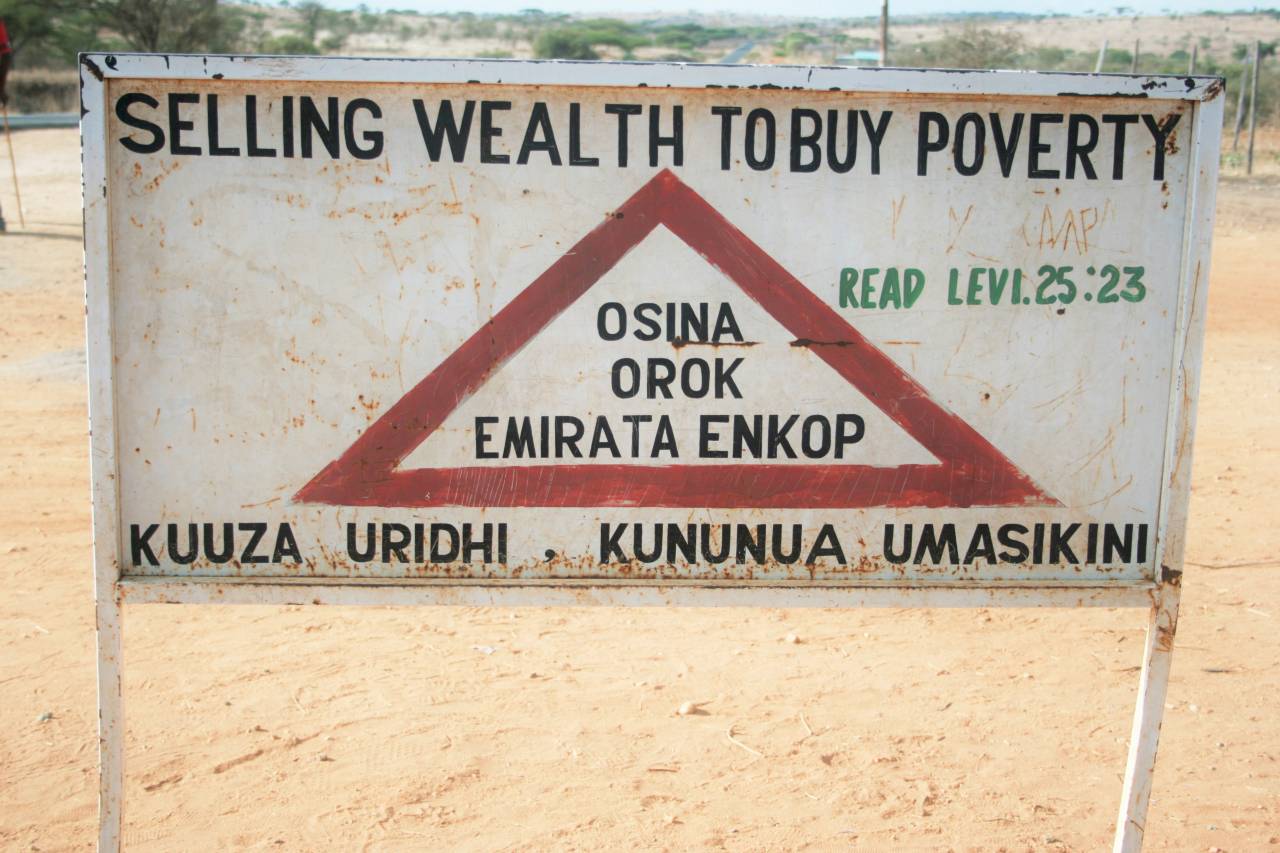 SELLING WEALTH TO BUY POVERTY
READ LEVI.25:23
OSINA
OROK
EMIRATA ENKOP
KUUZA URIDHI , KUNUNUA UMASIKINI